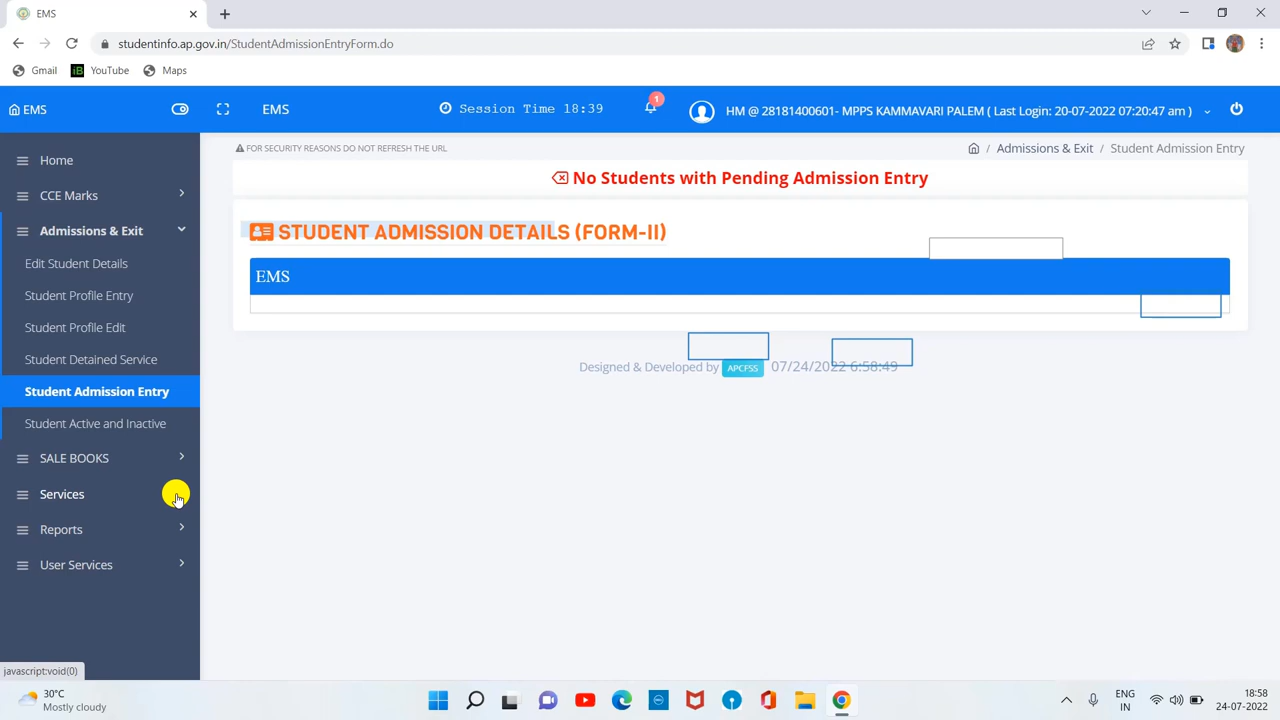 EMS
studentinfo.ap.gov.in/StudentAdmissionEntryForm.do
Gmail YouTube Maps
EMS
EMS
Session Time 18:39
1
HM @ 28181400601- MPPS KAMMAVARI PALEM ( Last Login: 20-07-2022 07:20:47 am )
FOR SECURITY REASONS DO NOT REFRESH THE URL
Admissions & Exit / Student Admission Entry
No Students with Pending Admission Entry
STUDENT ADMISSION DETAILS (FORM-II)
EMS
Designed & Developed by APCFSS 07/24/2022 6:58:49
Home
CCE Marks
Admissions & Exit
Edit Student Details
Student Profile Entry
Student Profile Edit
Student Detained Service
Student Admission Entry
Student Active and Inactive
SALE BOOKS
Services
Reports
User Services
javascript:void(0)
30°C
Mostly cloudy
ENG
IN
18:58
24-07-2022